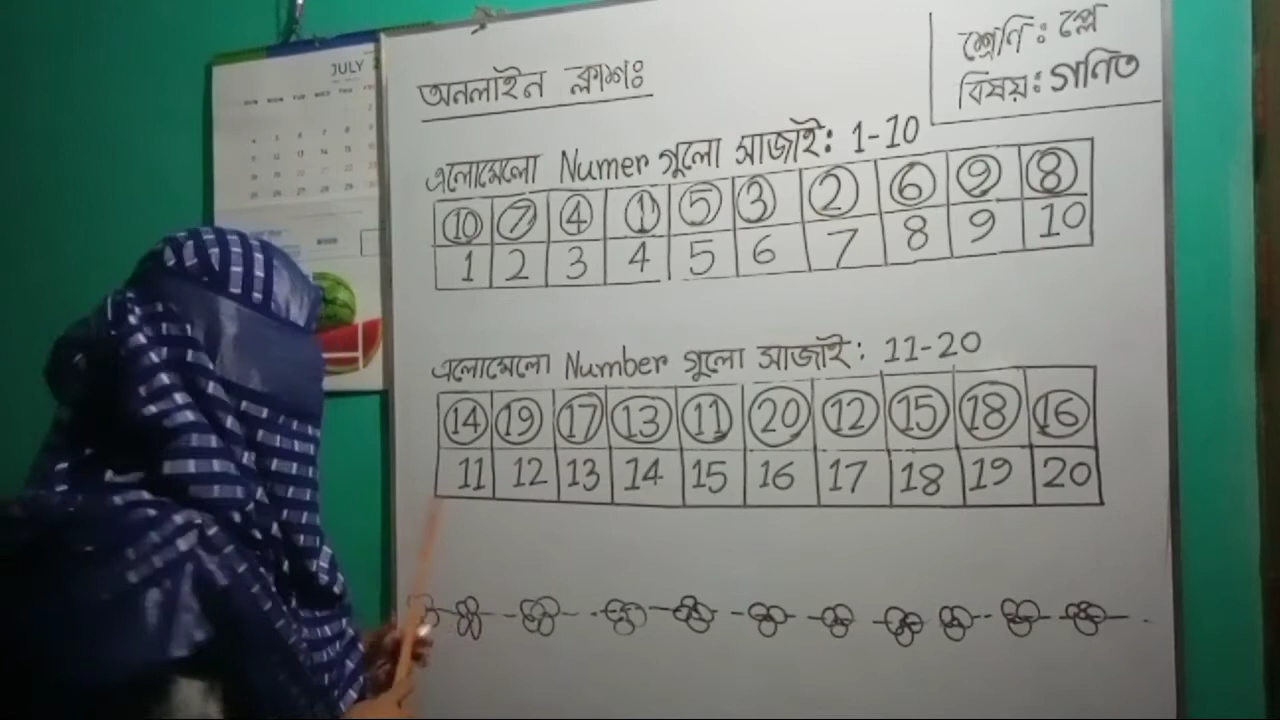 অনলাইন ক্লাশঃ
শ্রেণি : প্লে
বিষয়ঃ গণিত
এলোমেলো Numer গুলো সাজাই: 1-10
10 7 4 1 5 3 2 6 9 8
1 2 3 4 5 6 7 8 9 10
এলোমেলো Number গুলো সাজাই: 11-20
14 19 17 13 11 20 12 15 18 16
11 12 13 14 15 16 17 18 19 20
JULY